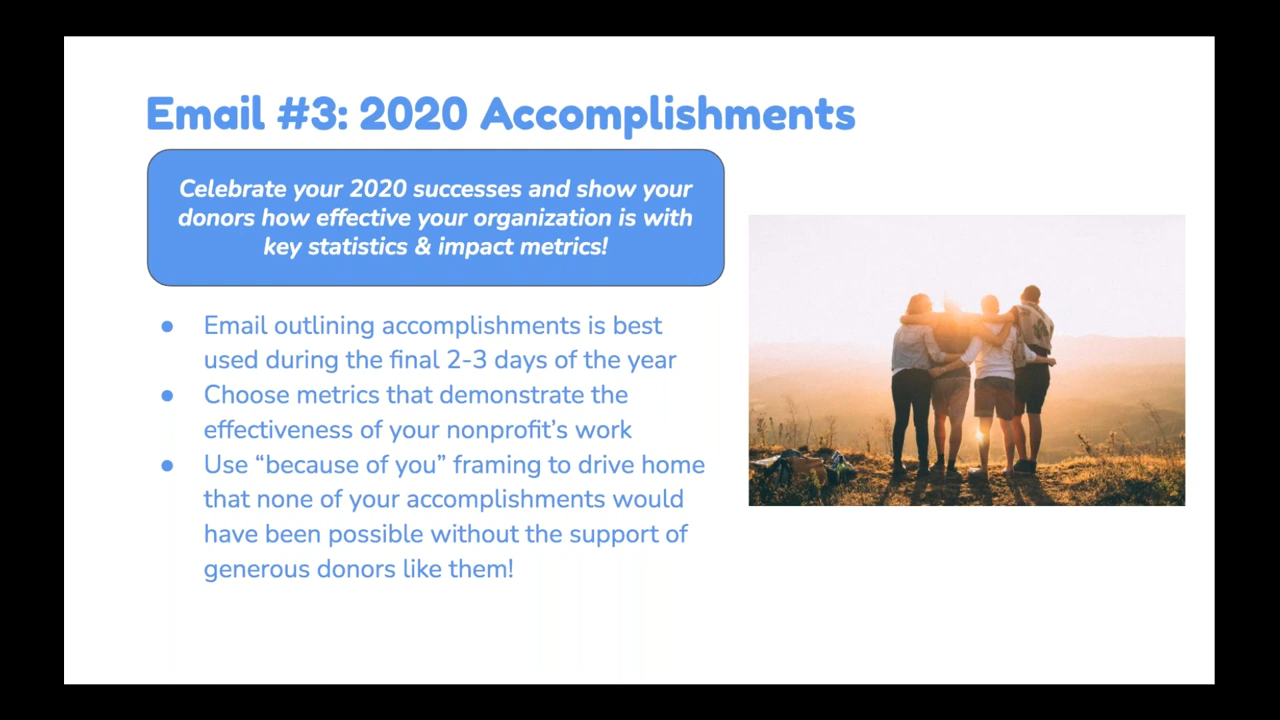 Email #3: 2020 Accomplishments
Celebrate your 2020 successes and show your
donors how effective your organization is with
key statistics & impact metrics!
● Email outlining accomplishments is best
used during the final 2-3 days of the year
● Choose metrics that demonstrate the
effectiveness of your nonprofit’s work
● Use “because of you” framing to drive home
that none of your accomplishments would
have been possible without the support of
generous donors like them!